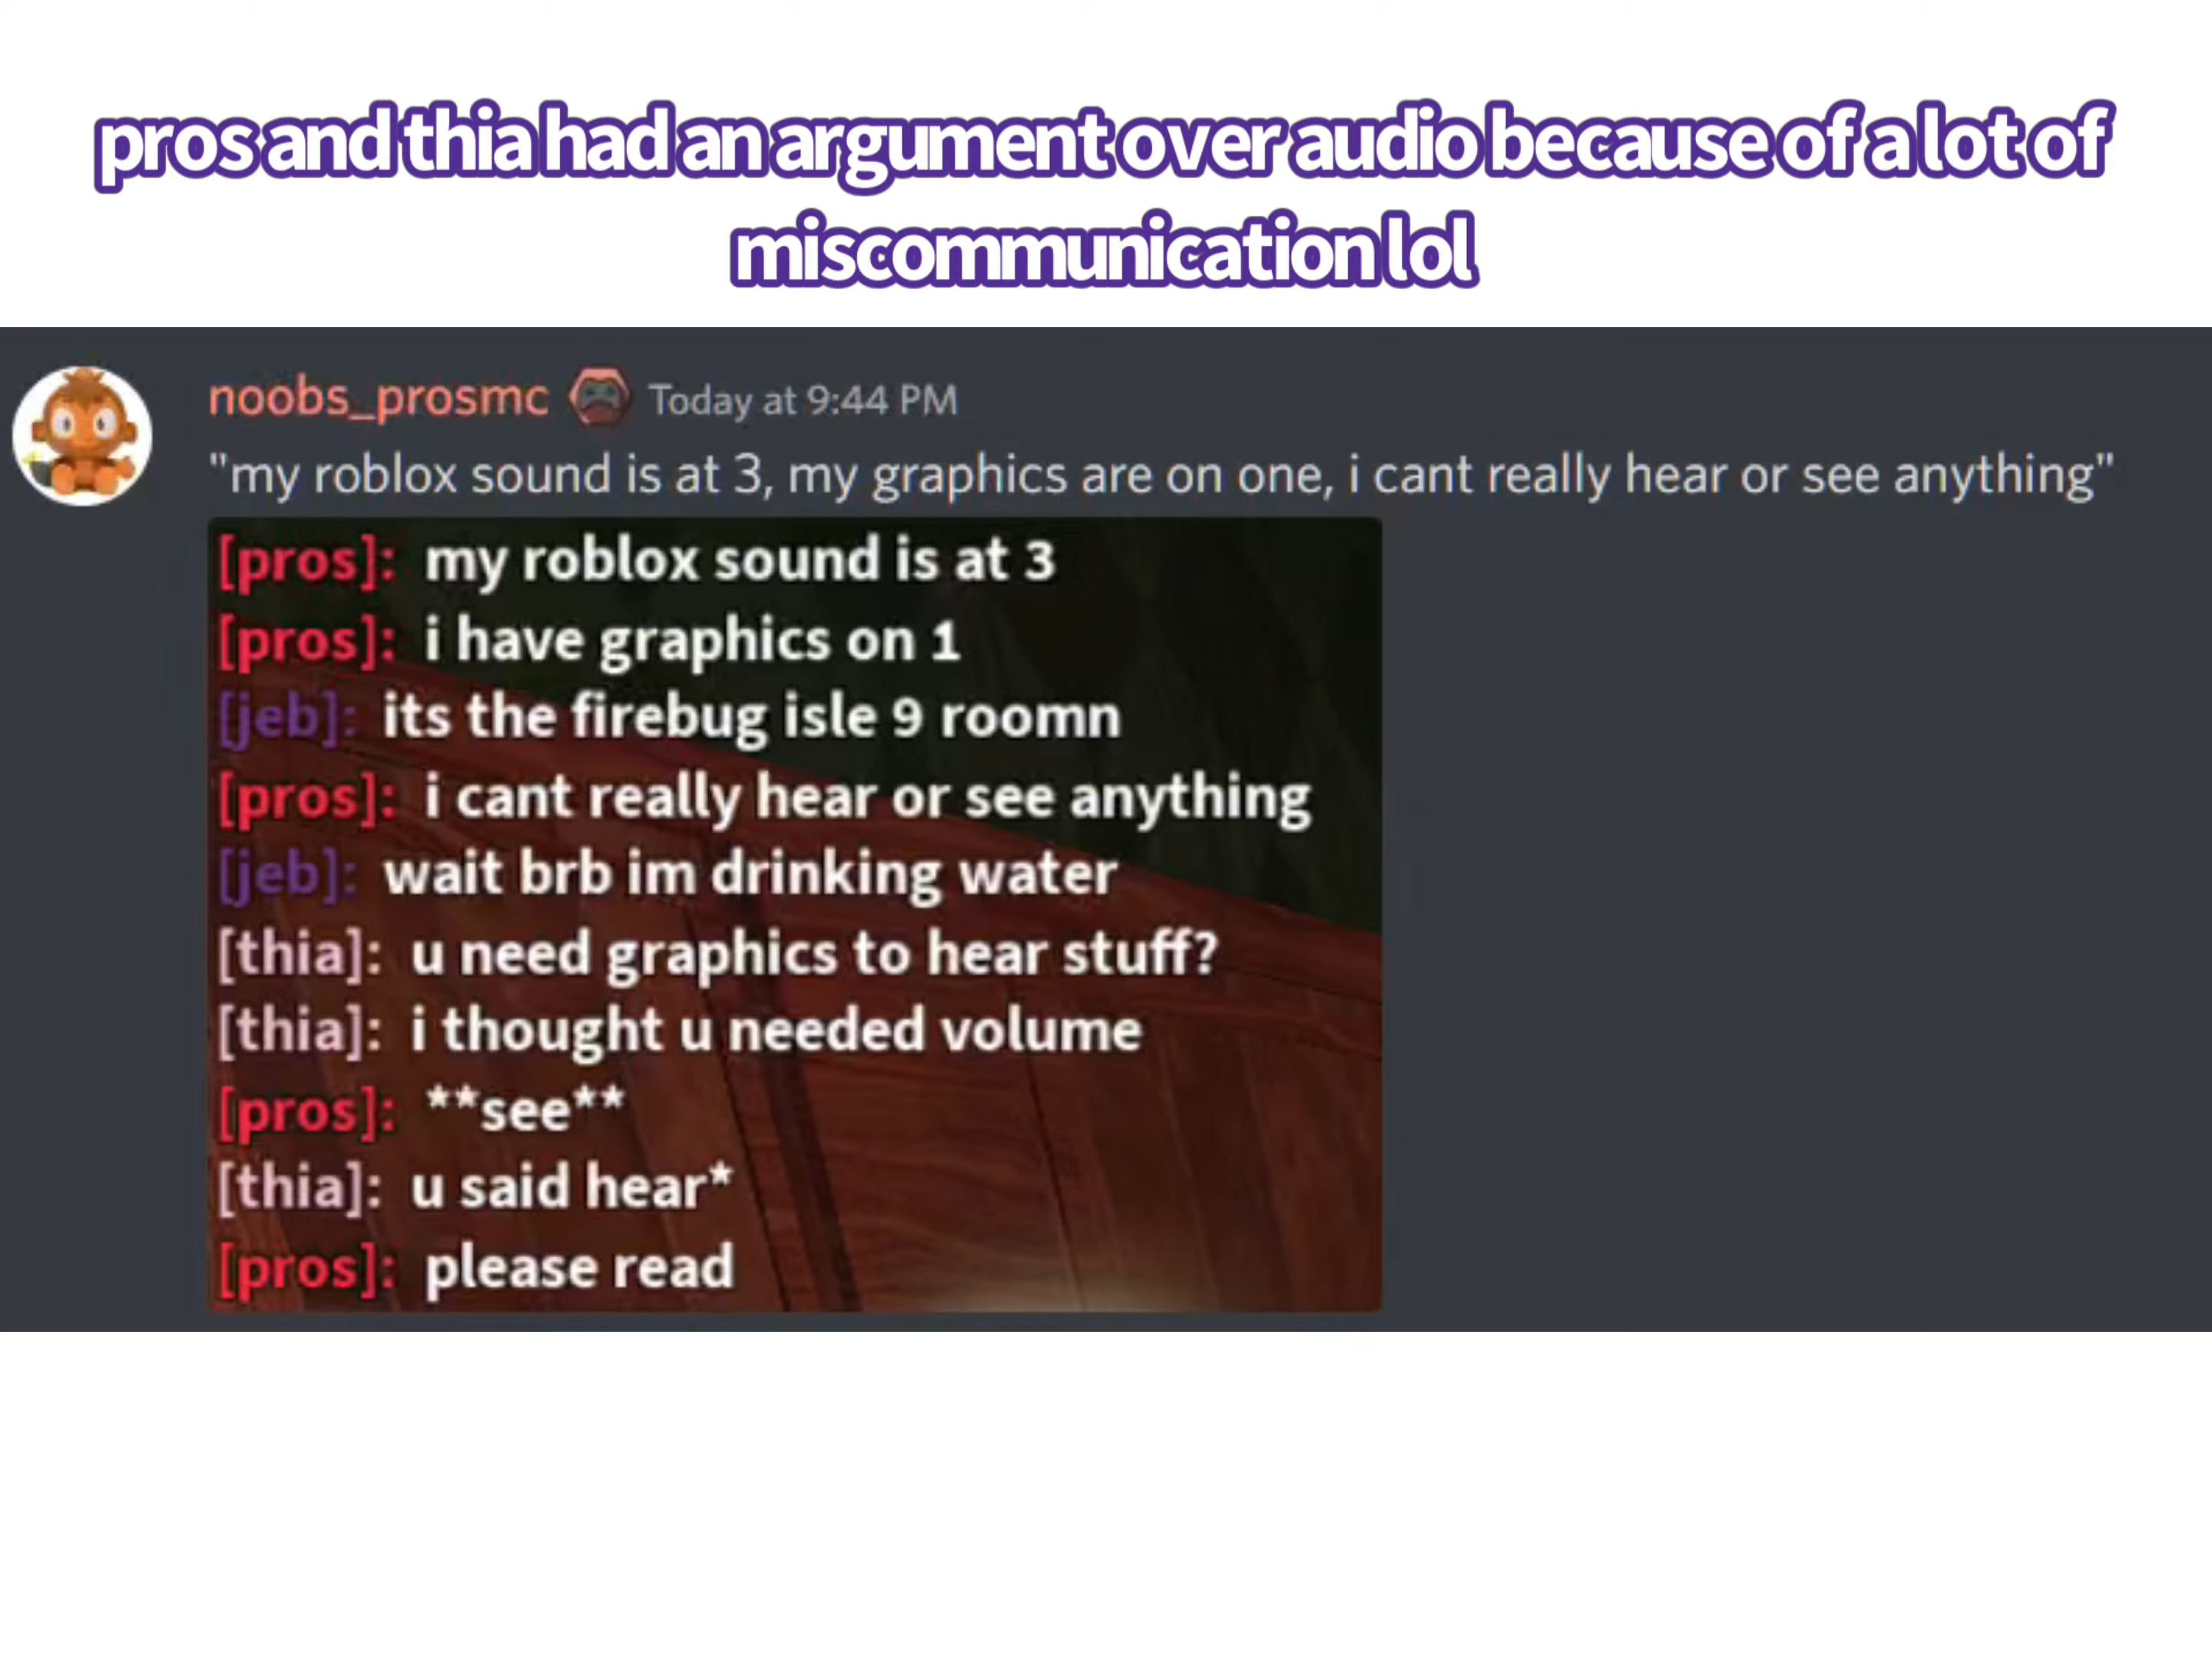 pros and thia had an argument over audio because of a lot of
miscommunication lol
noobs_prosmc Today at 9:44 PM
"my roblox sound is at 3, my graphics are on one, i cant really hear or see anything"
[pros]: my roblox sound is at 3
[pros]: i have graphics on 1
[jeb]: its the firebug isle 9 roomn
[pros]: i cant really hear or see anything
[jeb]: wait brb im drinking water
[thia]: u need graphics to hear stuff?
[thia]: i thought u needed volume
[pros]: **see**
[thia]: u said hear*
[pros]: please read